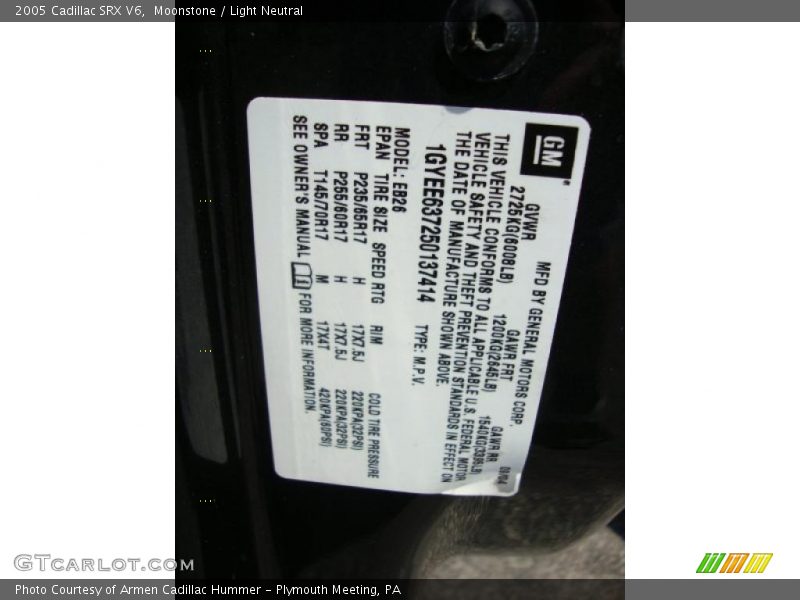 2005 Cadillac SRX V6,  Moonstone / Light Neutral
GM
MFD BY GENERAL MOTORS CORP.
GVWR GAWR FRT GAWR RR
2725KG(6008LB) 1200KG(2645LB)
THIS VEHICLE CONFORMS TO ALL APPLICABLE U.S. FEDERAL MOTOR
VEHICLE SAFETY AND THEFT PREVENTION STANDARDS IN EFFECT ON
THE DATE OF MANUFACTURE SHOWN ABOVE.
1GYEE637250137414 TYPE: M.P.V.
MODEL: EB26
EPAN TIRE SIZE SPEED RTG RIM COLD TIRE PRESSURE
FRT P235/65R17 H 17X7.5J 220KPA(32PSI)
RR P255/60R17 H 17X7.5J 220KPA(32PSI)
SPA T145/70R17 M 17X4T 420KPA(60PSI)
SEE OWNER'S MANUAL FOR MORE INFORMATION.
GTCarLot.com
Photo Courtesy of Armen Cadillac Hummer – Plymouth Meeting, PA